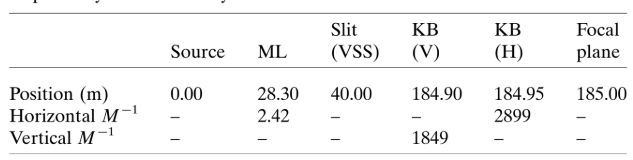 Slit KB KB Focal
Source ML (VSS) (V) (H) plane
Position (m) 0.00 28.30 40.00 184.90 184.95 185.00
Horizontal M⁻¹ – 2.42 – – 2899 –
Vertical M⁻¹ – – – 1849 – –